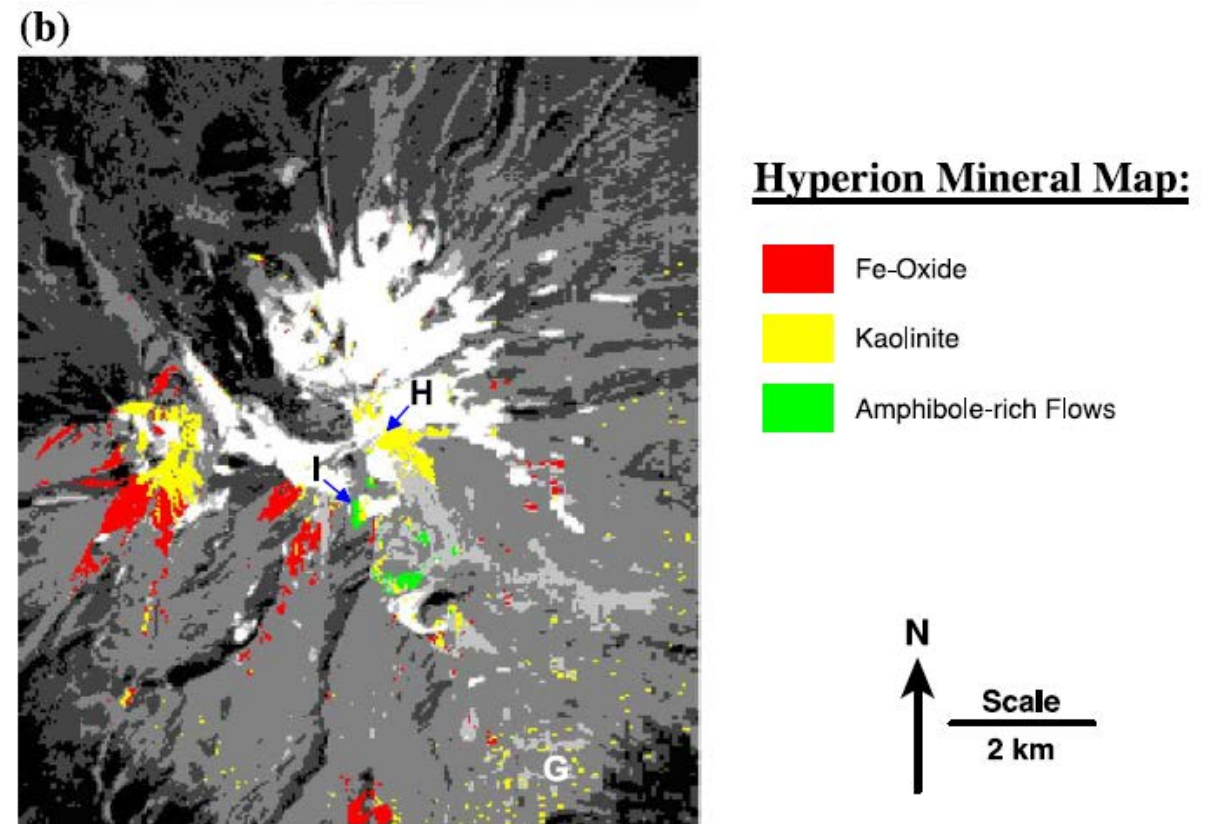 (b)
H
I
G
Hyperion Mineral Map:
Fe-Oxide
Kaolinite
Amphibole-rich Flows
N
Scale
2 km